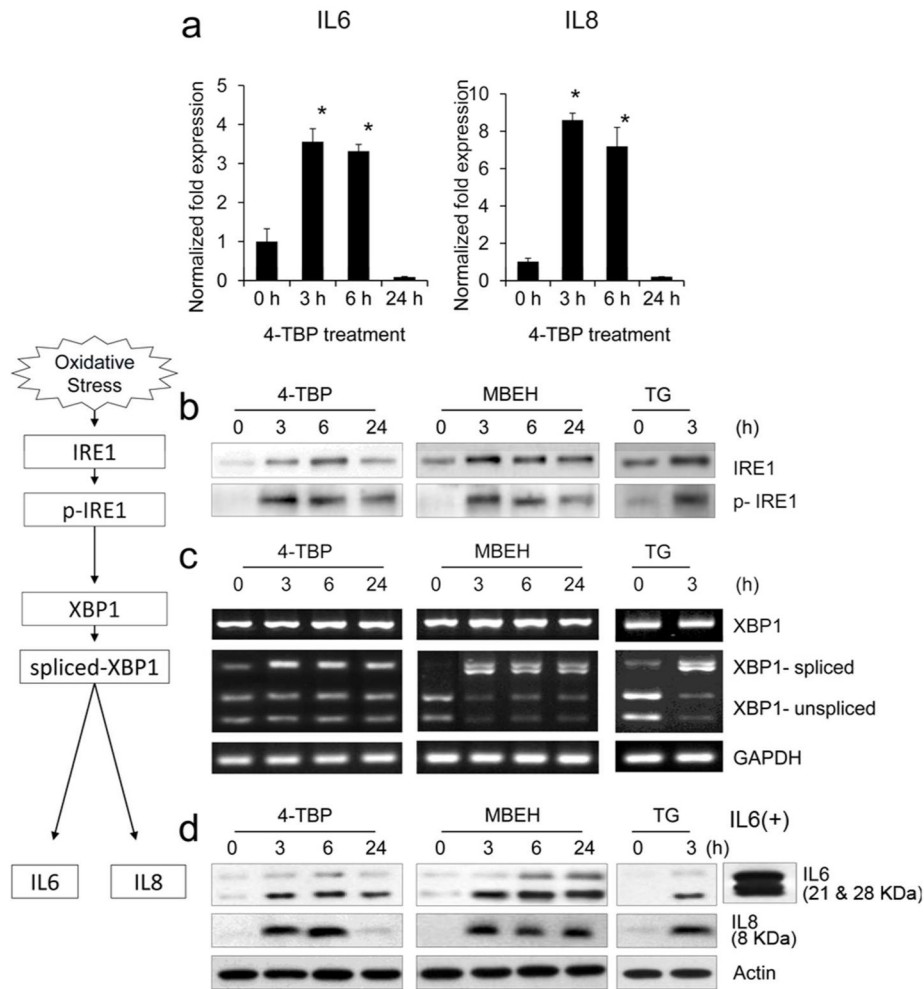 a
IL6
IL8
Normalized fold expression
5
4
3
2
1
0
*
*
0 h 3 h 6 h 24 h
4-TBP treatment
Normalized fold expression
10
8
6
4
2
0
*
*
0 h 3 h 6 h 24 h
4-TBP treatment
Oxidative
Stress
IRE1
p-IRE1
XBP1
spliced-XBP1
IL6
IL8
b
4-TBP MBEH TG
0 3 6 24 0 3 6 24 0 3 (h)
IRE1
p- IRE1
c
4-TBP MBEH TG
0 3 6 24 0 3 6 24 0 3 (h)
XBP1
XBP1- spliced
XBP1- unspliced
GAPDH
d
4-TBP MBEH TG IL6(+)
0 3 6 24 0 3 6 24 0 3 (h)
IL6
(21 & 28 KDa)
IL8
(8 KDa)
Actin